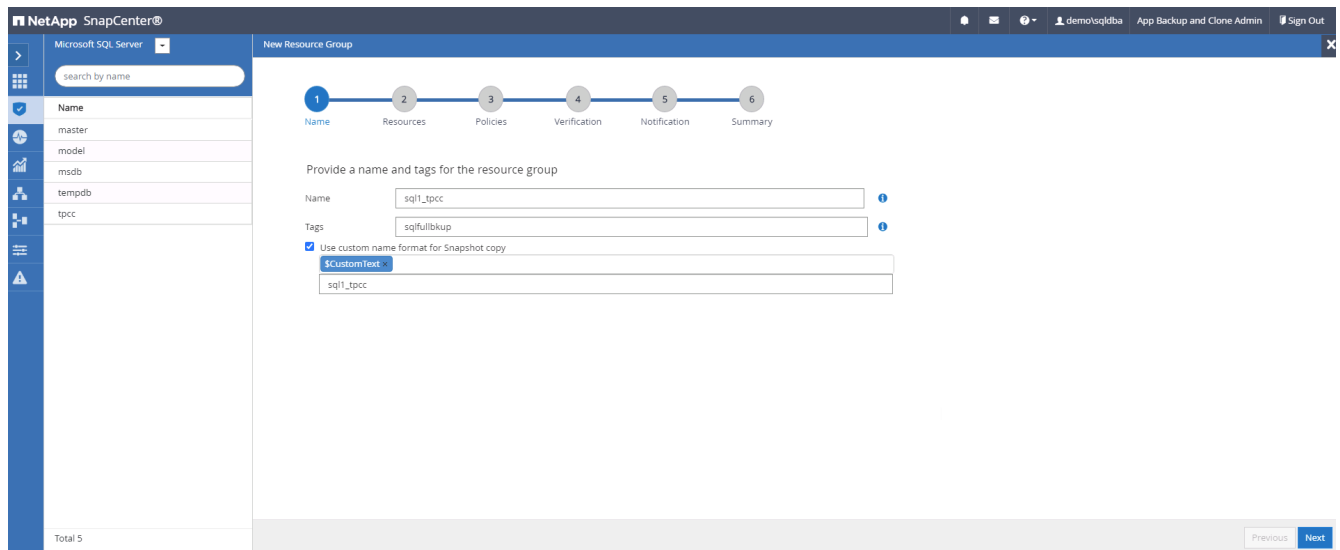 NetApp SnapCenter®
demo\sqldba App Backup and Clone Admin Sign Out
Microsoft SQL Server
New Resource Group
search by name
Name
master
model
msdb
tempdb
tpcc
Total 5
1 2 3 4 5 6
Name Resources Policies Verification Notification Summary
Provide a name and tags for the resource group
Name sql1_tpcc
Tags sqlfullbkup
Use custom name format for Snapshot copy
$CustomText ×
sql1_tpcc
Previous Next